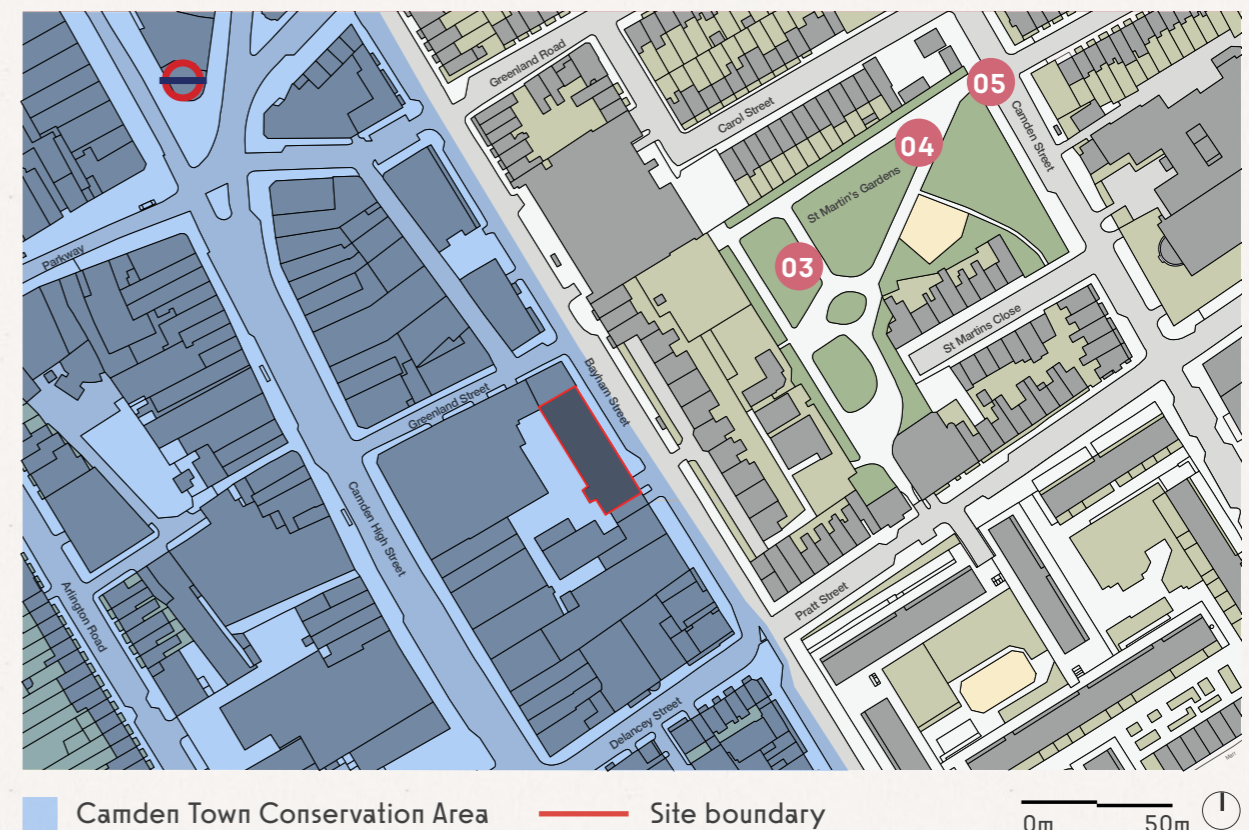 Greenland Road
05
Carol Street
Camden Street
04
St Martin's Gardens
Parkway
03
St Martins Close
Bayham Street
Greenland Street
Camden High Street
Arlington Road
Pratt Street
Delancey Street
Camden Town Conservation Area
Site boundary
0m
50m